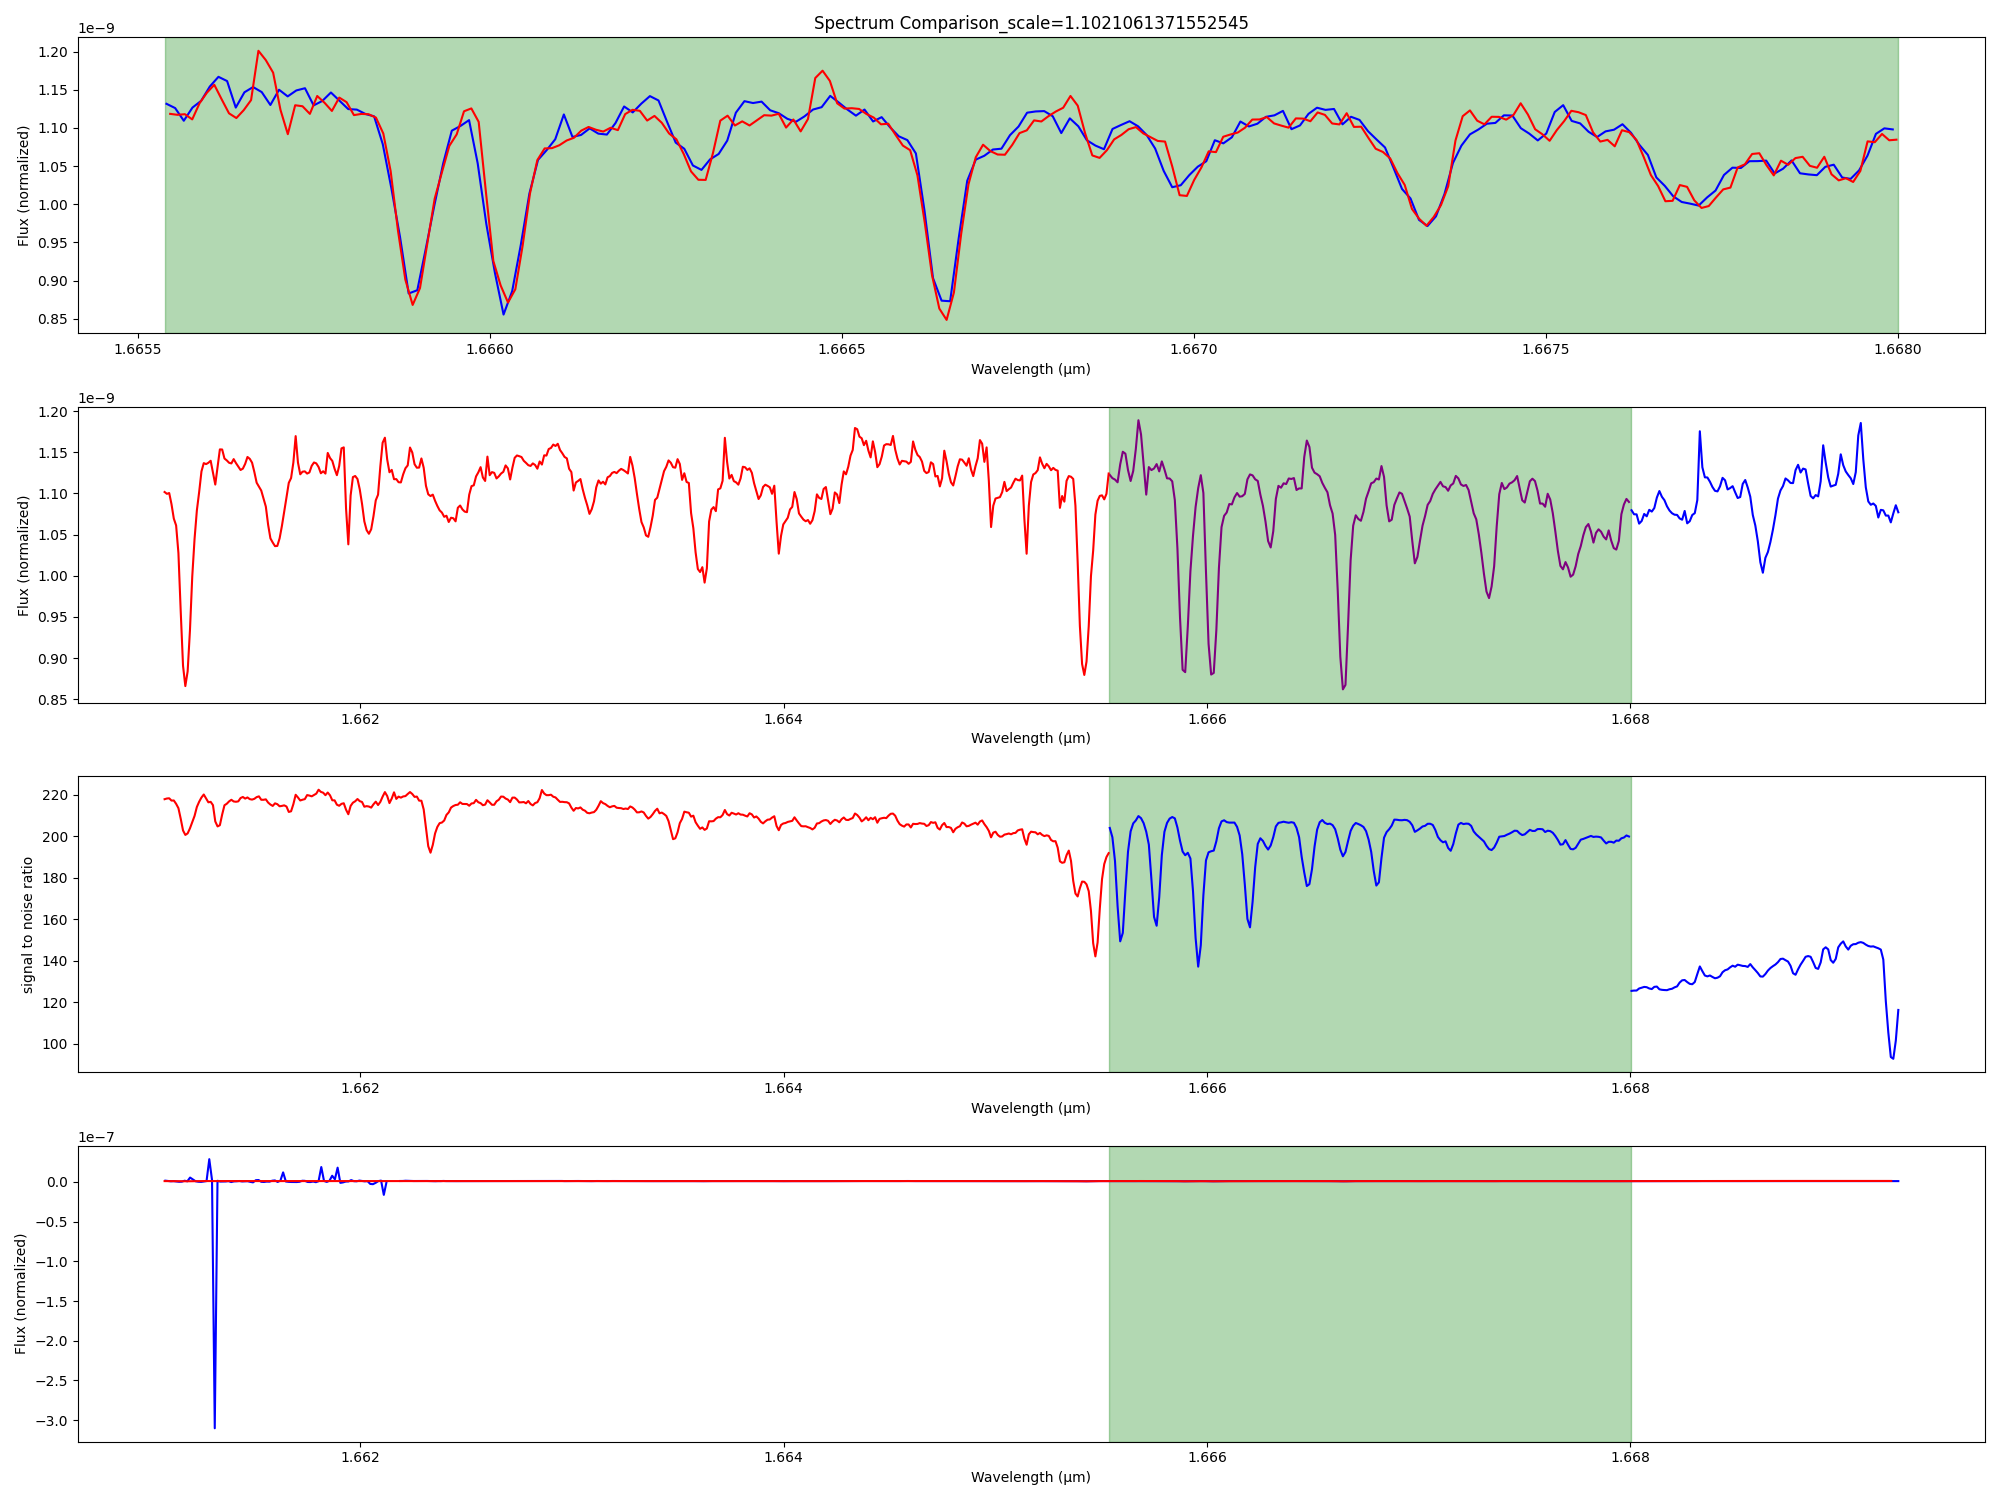 Spectrum Comparison_scale=1.1021061371552545
1e−9
1.20
1.15
1.10
1.05
1.00
0.95
0.90
0.85
Flux (normalized)
1.6655 1.6660 1.6665 1.6670 1.6675 1.6680
Wavelength (μm)
1e−9
1.20
1.15
1.10
1.05
1.00
0.95
0.90
0.85
Flux (normalized)
1.662 1.664 1.666 1.668
Wavelength (μm)
220
200
180
160
140
120
100
signal to noise ratio
1.662 1.664 1.666 1.668
Wavelength (μm)
1e−7
0.0
−0.5
−1.0
−1.5
−2.0
−2.5
−3.0
Flux (normalized)
1.662 1.664 1.666 1.668
Wavelength (μm)